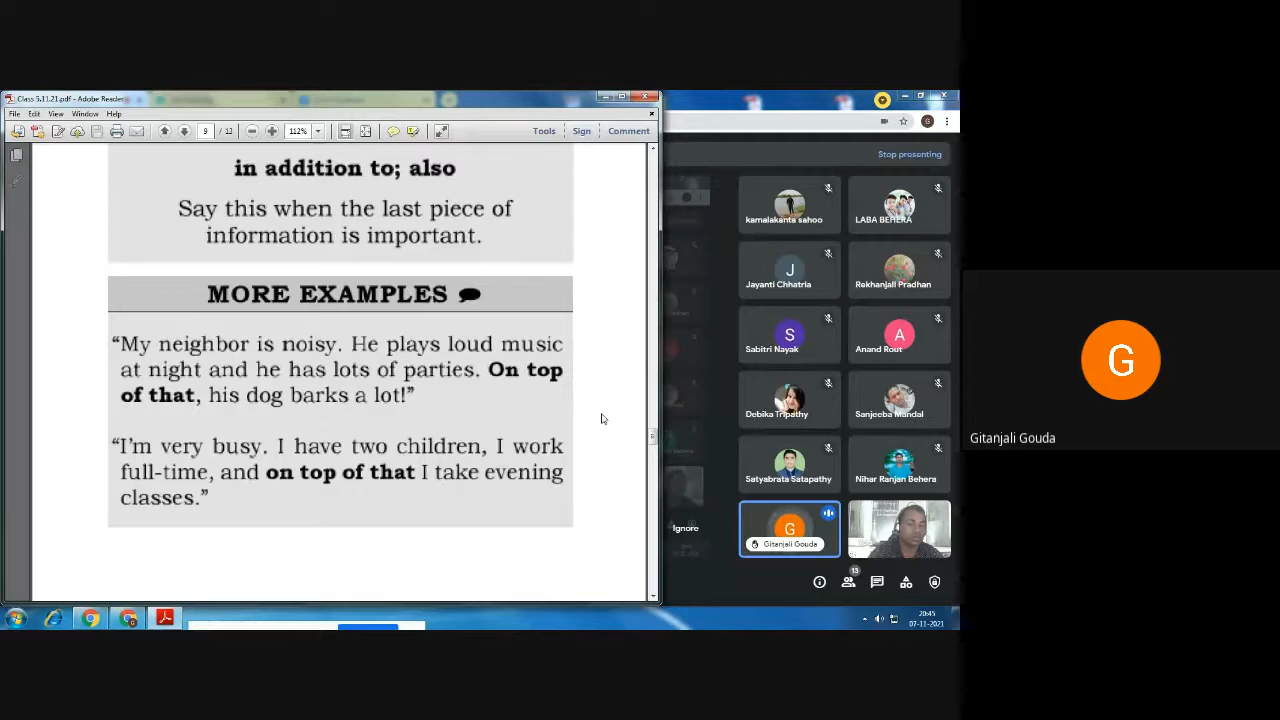 Class 5.11.21.pdf - Adobe Reader
File Edit View Window Help
9 / 13 112% Tools Sign Comment
in addition to; also
Say this when the last piece of
information is important.
MORE EXAMPLES
“My neighbor is noisy. He plays loud music
at night and he has lots of parties. On top
of that, his dog barks a lot!”
“I’m very busy. I have two children, I work
full-time, and on top of that I take evening
classes.”
G
Stop presenting
kamalakanta sahoo
LABA BEHERA
J
Jayanti Chhatria
Rekhanjali Pradhan
S
Sabitri Nayak
A
Anand Rout
Debika Tripathy
Sanjeeba Mandal
Satyabrata Satapathy
Nihar Ranjan Behera
Ignore
G
Gitanjali Gouda
13
20:45
07-11-2021
G
Gitanjali Gouda